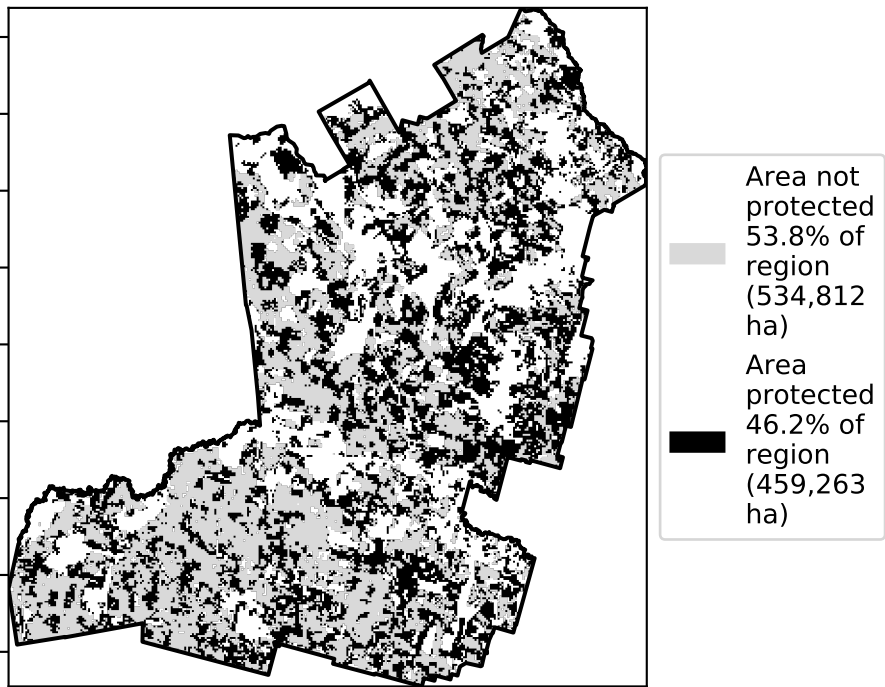 Area not
protected
53.8% of
region
(534,812
ha)
Area
protected
46.2% of
region
(459,263
ha)